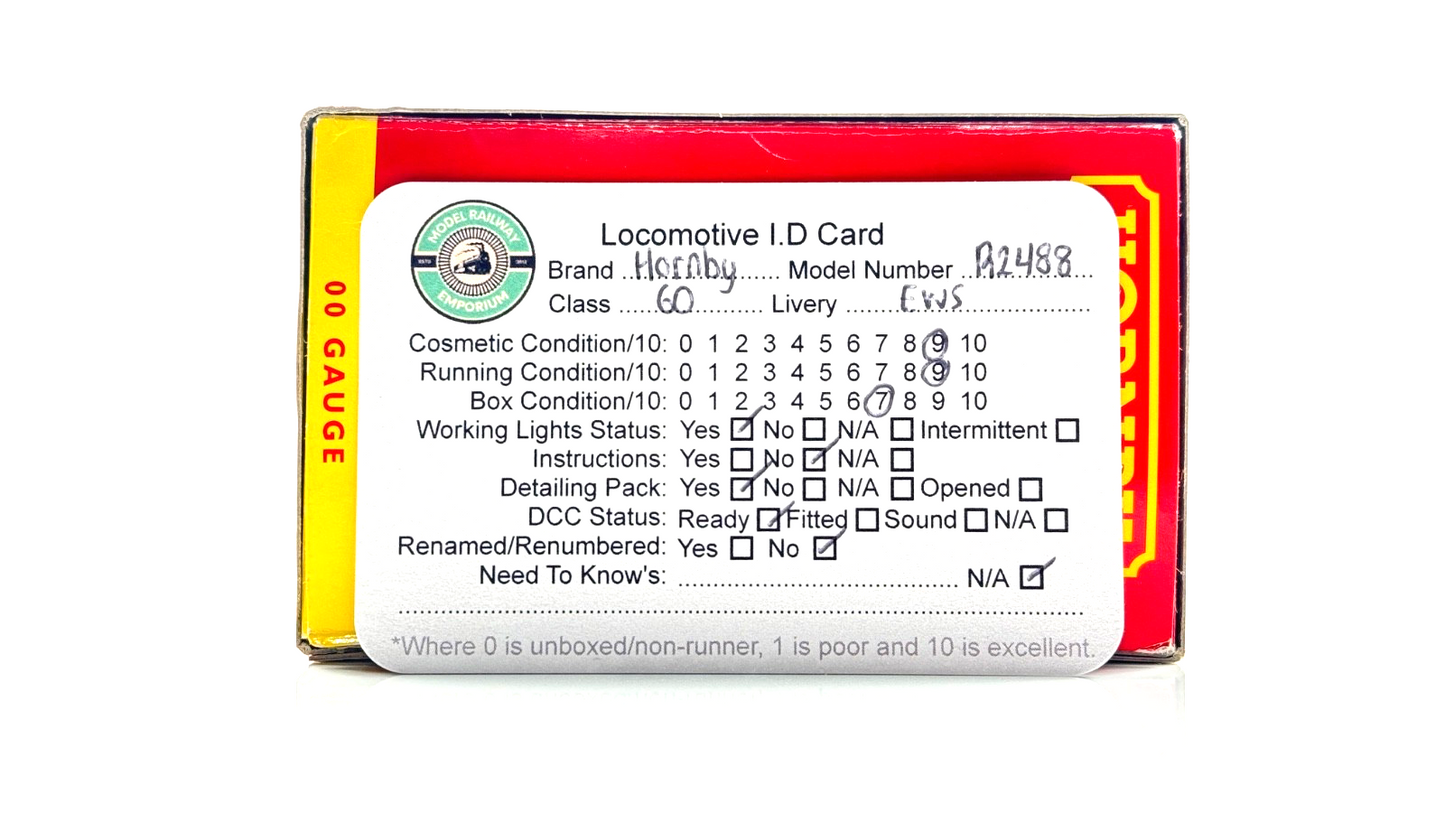 OO GAUGE
HORNBY
MODEL RAILWAY
ESTD 2012
EMPORIUM
Locomotive I.D Card
Brand ...Hornby...... Model Number ...R2488...
Class .....60.......... Livery ........EWS..................
Cosmetic Condition/10: 0 1 2 3 4 5 6 7 8 9 10
Running Condition/10: 0 1 2 3 4 5 6 7 8 9 10
Box Condition/10: 0 1 2 3 4 5 6 7 8 9 10
Working Lights Status: Yes ☑ No ☐ N/A ☐ Intermittent ☐
Instructions: Yes ☐ No ☑ N/A ☐
Detailing Pack: Yes ☑ No ☐ N/A ☐ Opened ☐
DCC Status: Ready ☑ Fitted ☐ Sound ☐ N/A ☐
Renamed/Renumbered: Yes ☐ No ☑
Need To Know's: ........................................ N/A ☑
*Where 0 is unboxed/non-runner, 1 is poor and 10 is excellent.